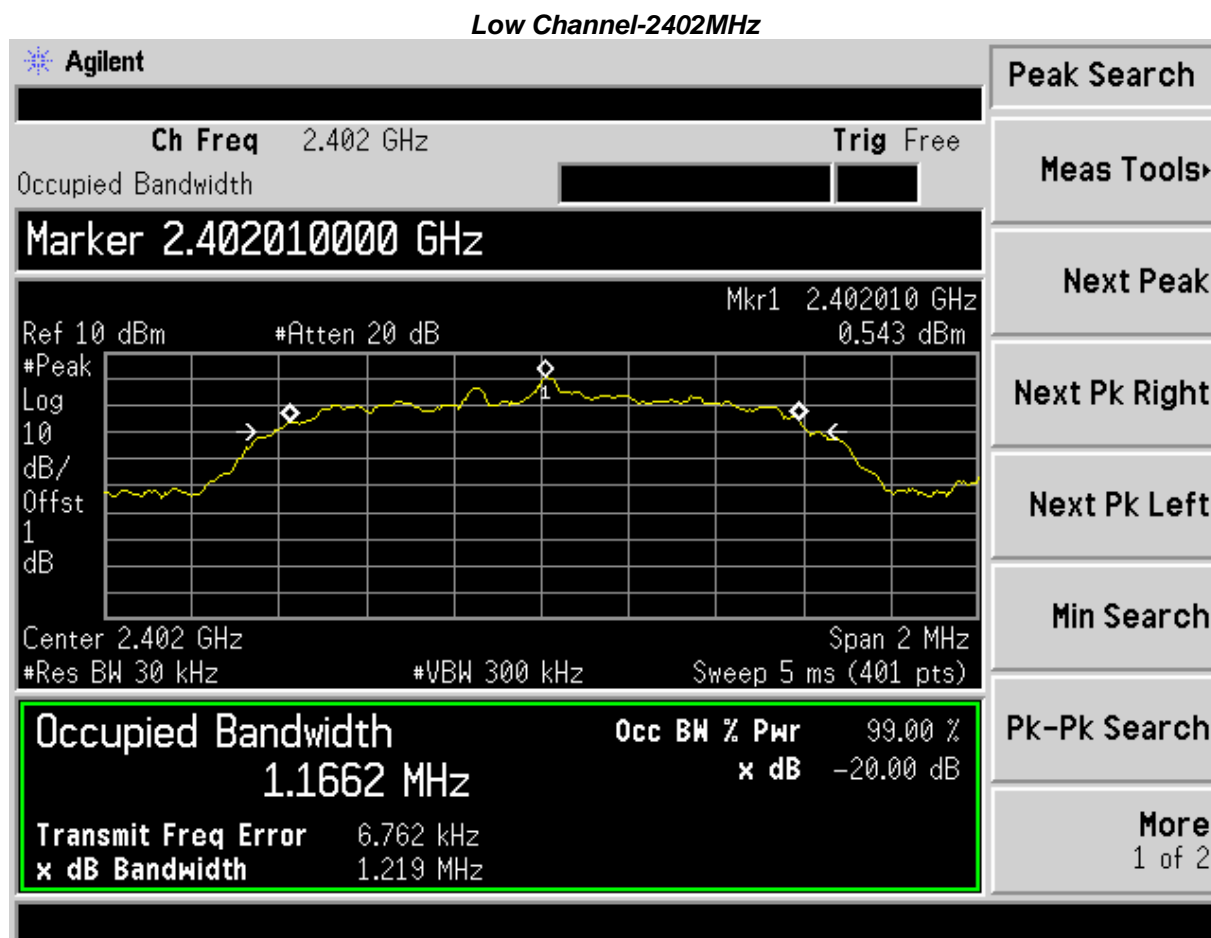 Low Channel-2402MHz
Agilent
Peak Search
Ch Freq 2.402 GHz Trig Free
Occupied Bandwidth
Meas Tools
Marker 2.402010000 GHz
Next Peak
Mkr1 2.402010 GHz
Ref 10 dBm #Atten 20 dB 0.543 dBm
#Peak
Log
10
dB/
Offst
1
dB
1
Next Pk Right
Next Pk Left
Min Search
Center 2.402 GHz Span 2 MHz
#Res BW 30 kHz #VBW 300 kHz Sweep 5 ms (401 pts)
Occupied Bandwidth Occ BW % Pwr 99.00 %
1.1662 MHz x dB -20.00 dB
Pk-Pk Search
Transmit Freq Error 6.762 kHz
x dB Bandwidth 1.219 MHz
More
1 of 2